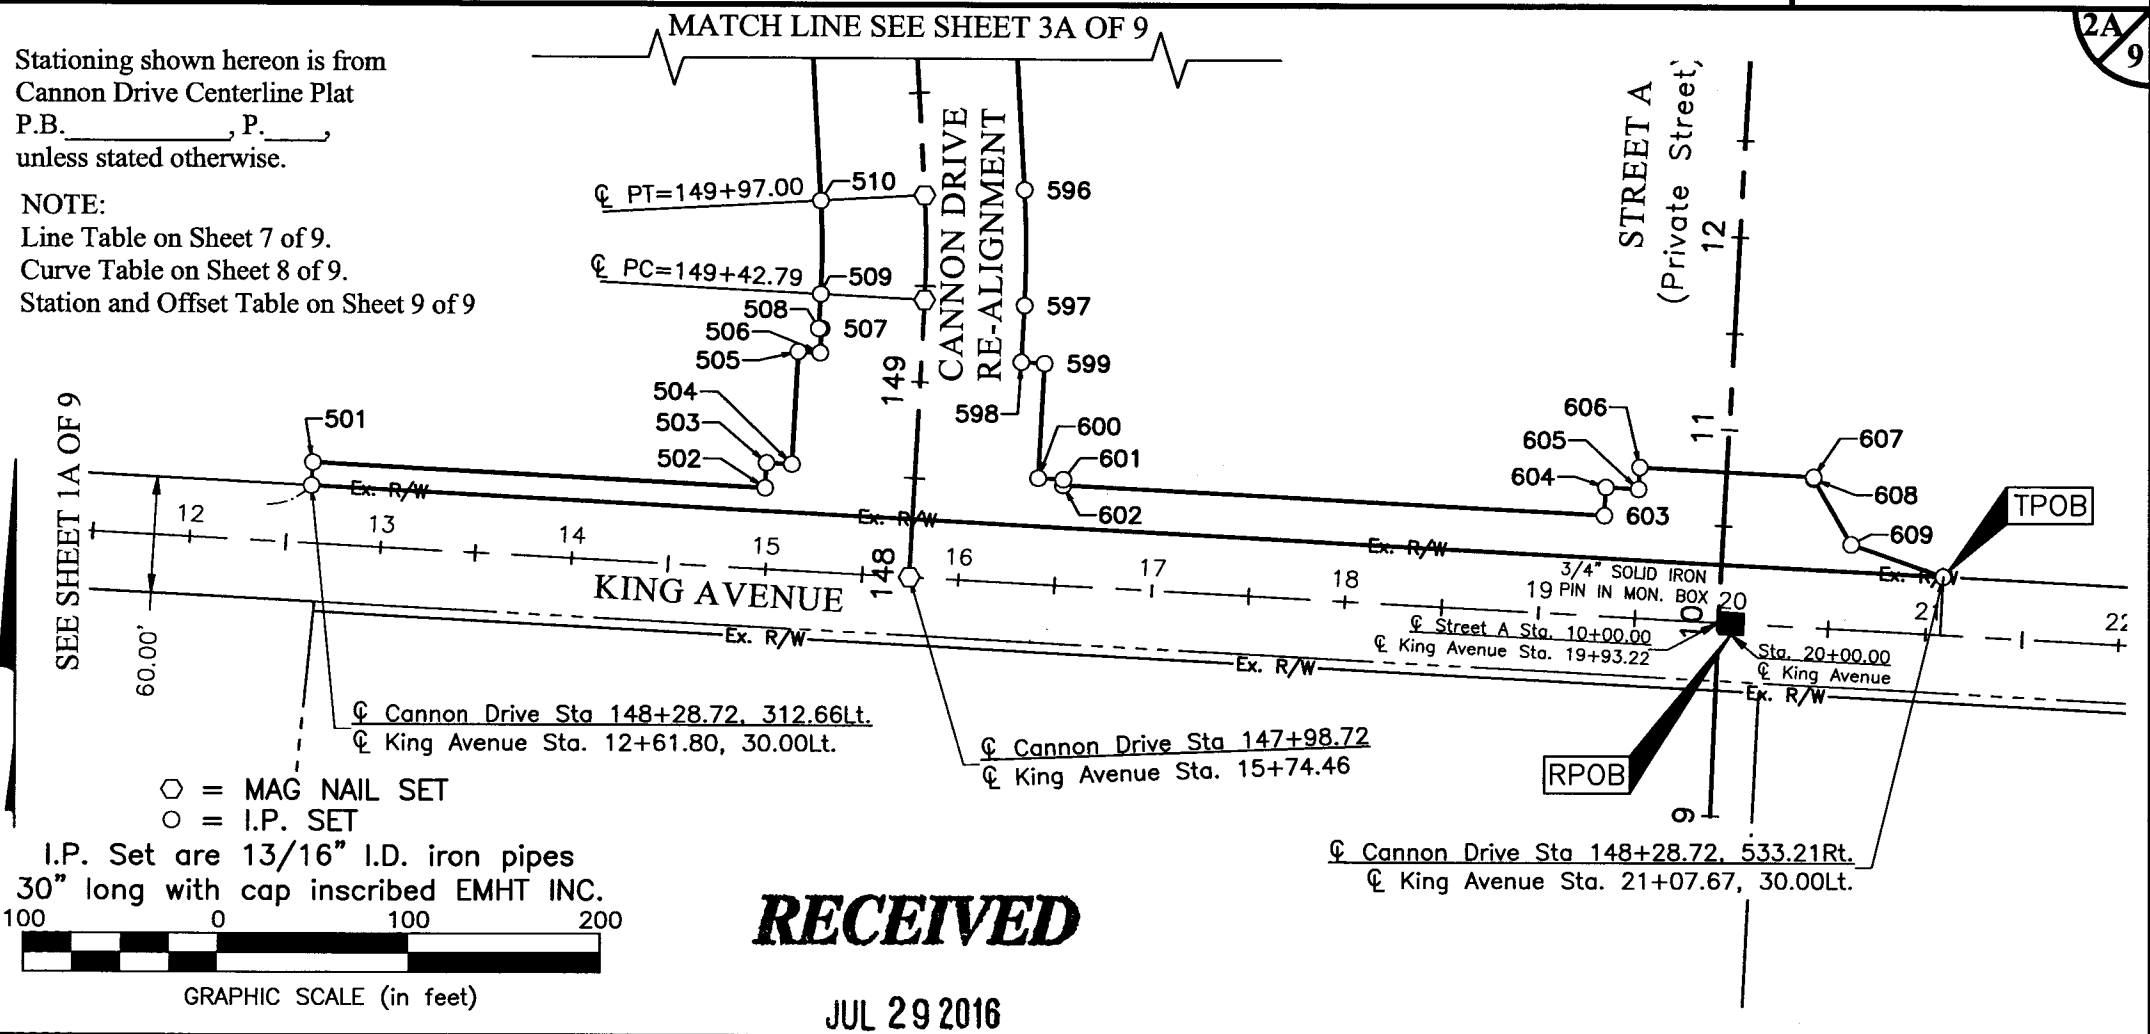 MATCH LINE SEE SHEET 3A OF 9
2A
9
Stationing shown hereon is from
Cannon Drive Centerline Plat
P.B.____________, P.____,
unless stated otherwise.
NOTE:
Line Table on Sheet 7 of 9.
Curve Table on Sheet 8 of 9.
Station and Offset Table on Sheet 9 of 9
℄ PT=149+97.00
510
℄ PC=149+42.79
509
508
507
506
505
504
503
502
501
CANNON DRIVE
RE-ALIGNMENT
149
148
596
597
599
598
600
601
602
STREET A
(Private Street)
12
11
10
9
606
605
604
603
607
608
609
TPOB
SEE SHEET 1A OF 9
60.00'
Ex. R/W
Ex. R/W
Ex. R/W
Ex. R/W
12
13
14
15
16
17
18
19
20
21
22
KING AVENUE
3/4" SOLID IRON
PIN IN MON. BOX
℄ Street A Sta. 10+00.00
℄ King Avenue Sta. 19+93.22
Sta. 20+00.00
℄ King Avenue
Ex. R/W
Ex. R/W
Ex. R/W
℄ Cannon Drive Sta 148+28.72, 312.66Lt.
℄ King Avenue Sta. 12+61.80, 30.00Lt.
℄ Cannon Drive Sta 147+98.72
℄ King Avenue Sta. 15+74.46
RPOB
℄ Cannon Drive Sta 148+28.72, 533.21Rt.
℄ King Avenue Sta. 21+07.67, 30.00Lt.
= MAG NAIL SET
= I.P. SET
I.P. Set are 13/16" I.D. iron pipes
30" long with cap inscribed EMHT INC.
100 0 100 200
GRAPHIC SCALE (in feet)
RECEIVED
JUL 29 2016